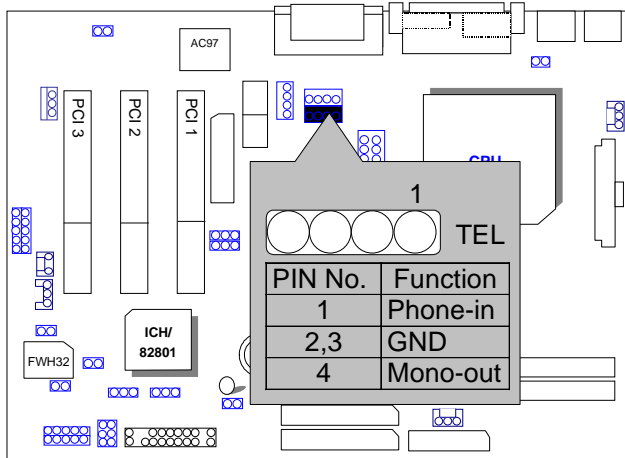 AC97
PCI 3
PCI 2
PCI 1
CPU
1
TEL
PIN No. Function
1 Phone-in
2,3 GND
4 Mono-out
ICH/
82801
FWH32